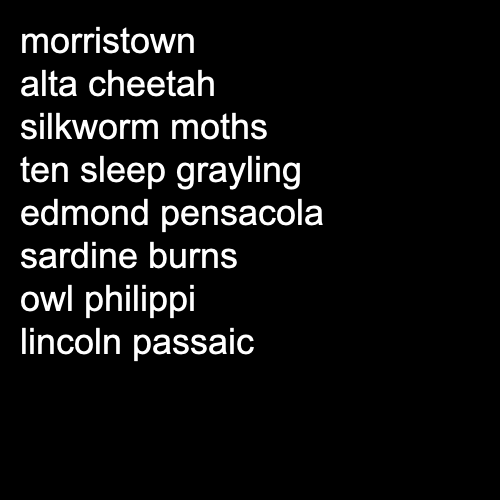 morristown
alta cheetah
silkworm moths
ten sleep grayling
edmond pensacola
sardine burns
owl philippi
lincoln passaic